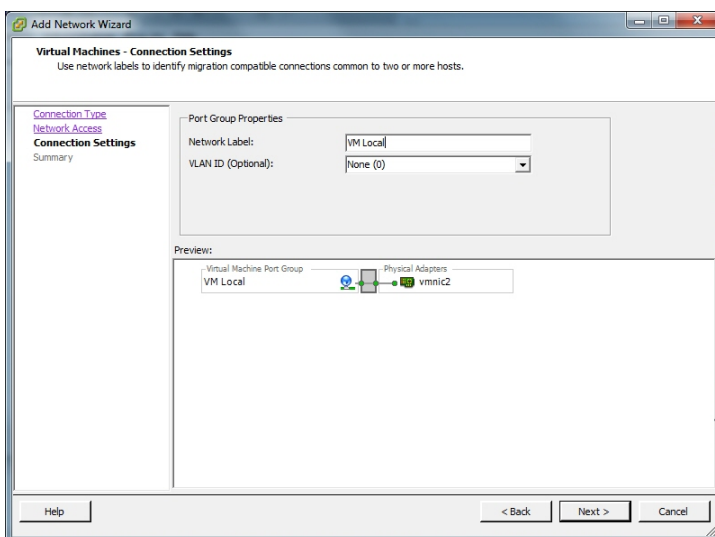 Add Network Wizard
Virtual Machines - Connection Settings
Use network labels to identify migration compatible connections common to two or more hosts.
Connection Type
Network Access
Connection Settings
Summary
Port Group Properties
Network Label:
VM Local
VLAN ID (Optional):
None (0)
Preview:
Virtual Machine Port Group
Physical Adapters
VM Local
vmnic2
Help
< Back
Next >
Cancel